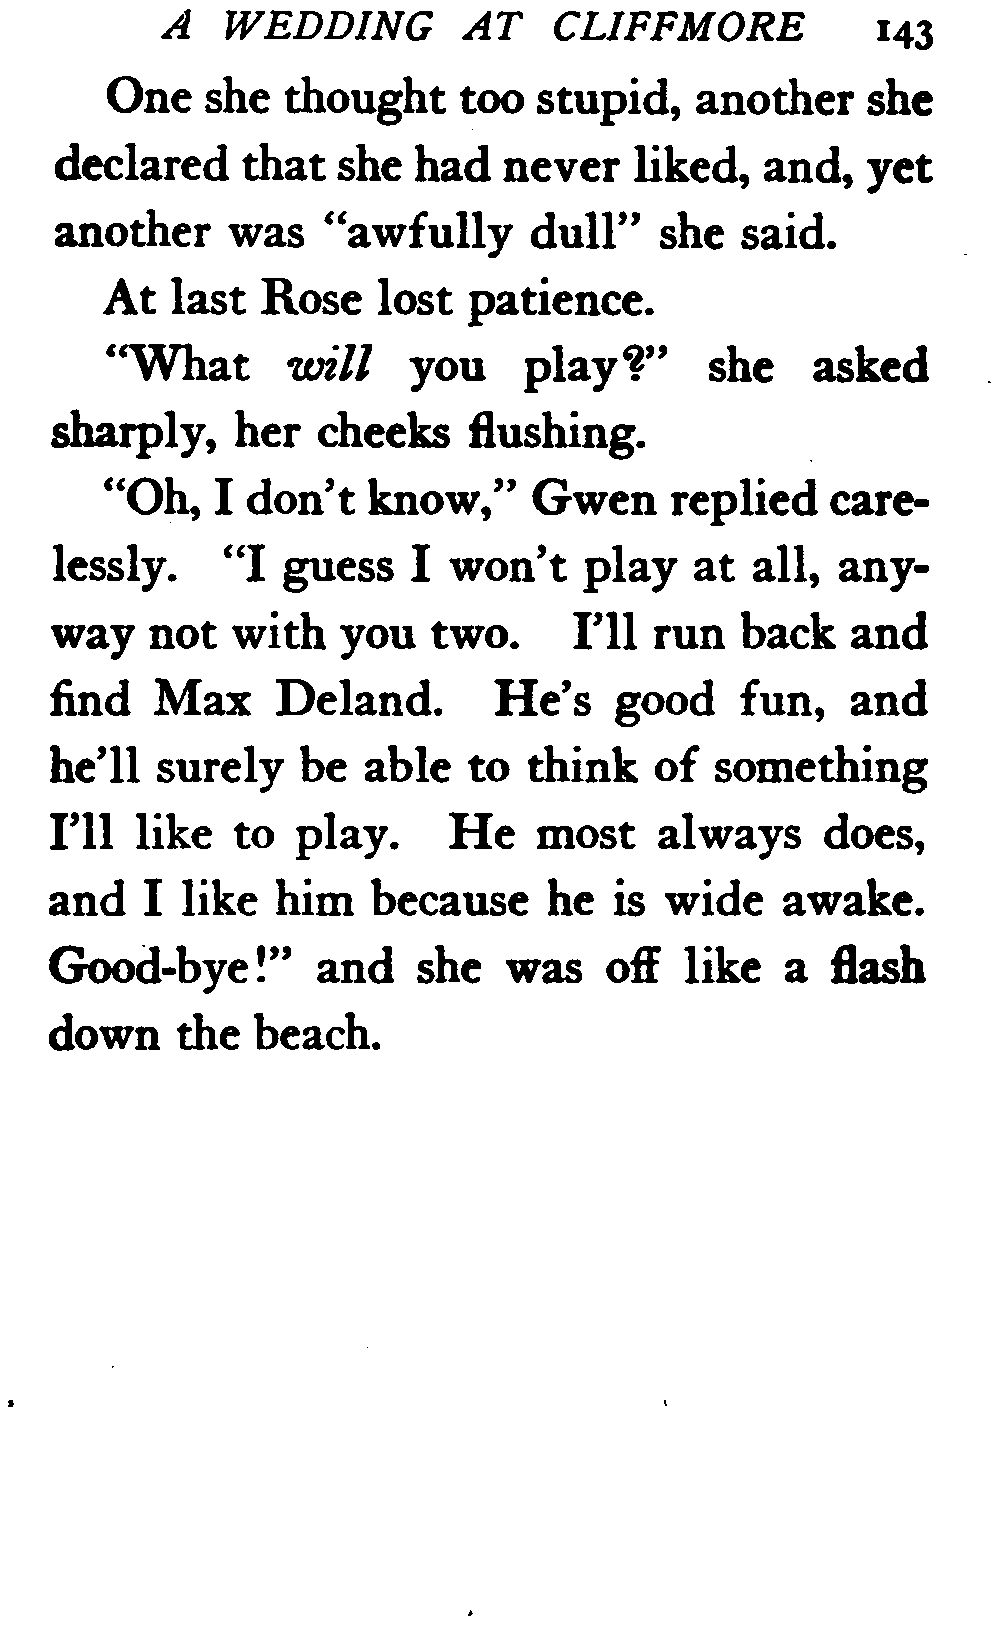 A WEDDING AT CLIFFMORE 143
One she thought too stupid, another she
declared that she had never liked, and, yet
another was "awfully dull" she said.
At last Rose lost patience.
"What will you play?" she asked
sharply, her cheeks flushing.
"Oh, I don't know," Gwen replied care-
lessly. "I guess I won't play at all, any-
way not with you two. I'll run back and
find Max Deland. He's good fun, and
he'll surely be able to think of something
I'll like to play. He most always does,
and I like him because he is wide awake.
Good-bye!" and she was off like a flash
down the beach.